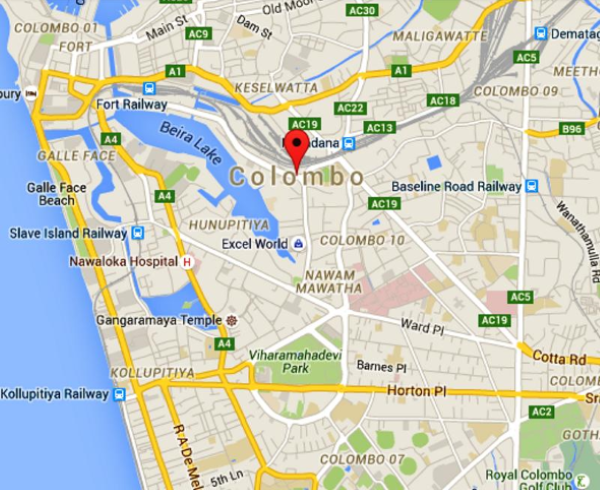 AC30
Old Moor
COLOMBO 01
FORT
Main St
AC9
Dam St
MALIGAWATTE
Dematag
AC5
A1
A1
MEETHO
KESELWATTA
COLOMBO 09
bury
Fort Railway
AC22
AC18
AC19
AC13
B96
A4
Beira Lake
dana
GALLE FACE
Colombo
Galle Face
Beach
A4
Baseline Road Railway
AC19
Wanathamulla Rd
HUNUPITIYA
Slave Island Railway
Excel World
COLOMBO 10
Nawaloka Hospital
H
NAWAM
MAWATHA
AC5
Gangaramaya Temple
Ward Pl
AC19
A4
Viharamahadevi
Park
Cotta Rd
KOLLUPITIYA
Barnes Pl
COLOM
Kollupitiya Railway
Horton Pl
Sr
AC2
R A De Mel
GOTH
COLOMBO 07
5th Ln
Royal Colombo
Golf Club